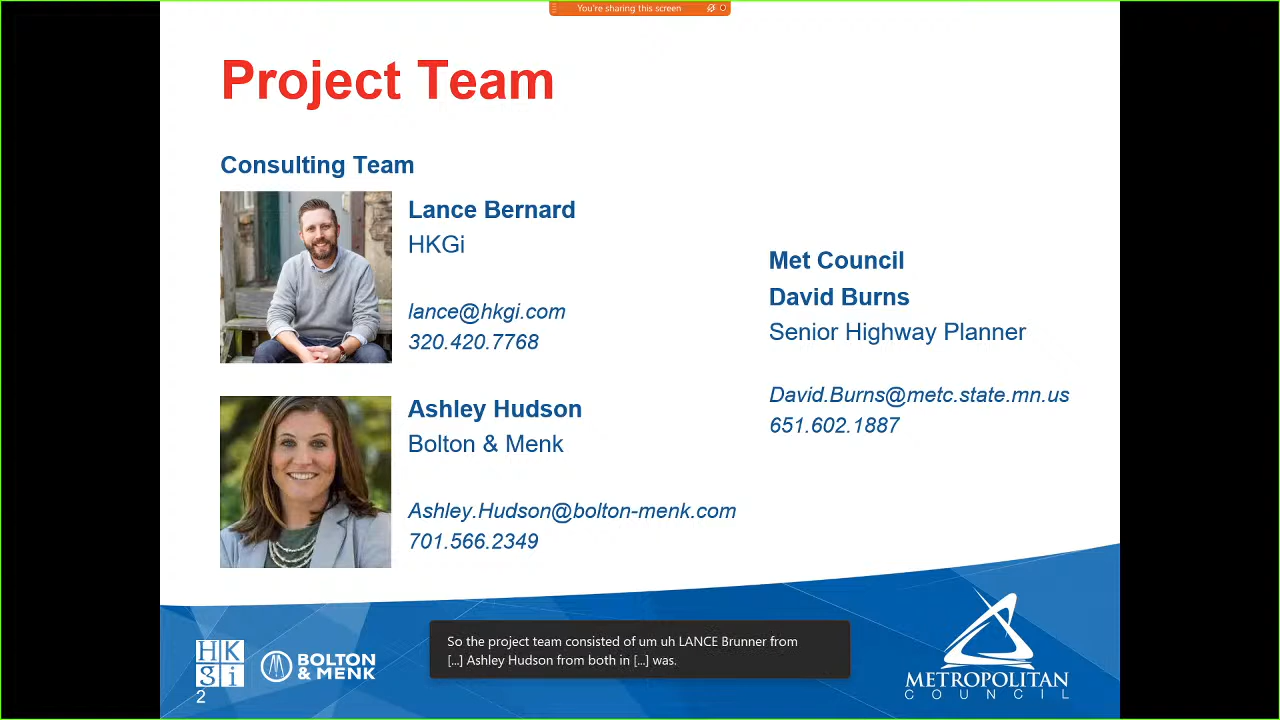 You're sharing this screen
Project Team
Consulting Team
Lance Bernard
HKGi
lance@hkgi.com
320.420.7768
Ashley Hudson
Bolton & Menk
Ashley.Hudson@bolton-menk.com
701.566.2349
Met Council
David Burns
Senior Highway Planner
David.Burns@metc.state.mn.us
651.602.1887
So the project team consisted of um uh LANCE Brunner from
[...] Ashley Hudson from both in [...] was.
HK
gi
2
BOLTON
& MENK
METROPOLITAN
COUNCIL